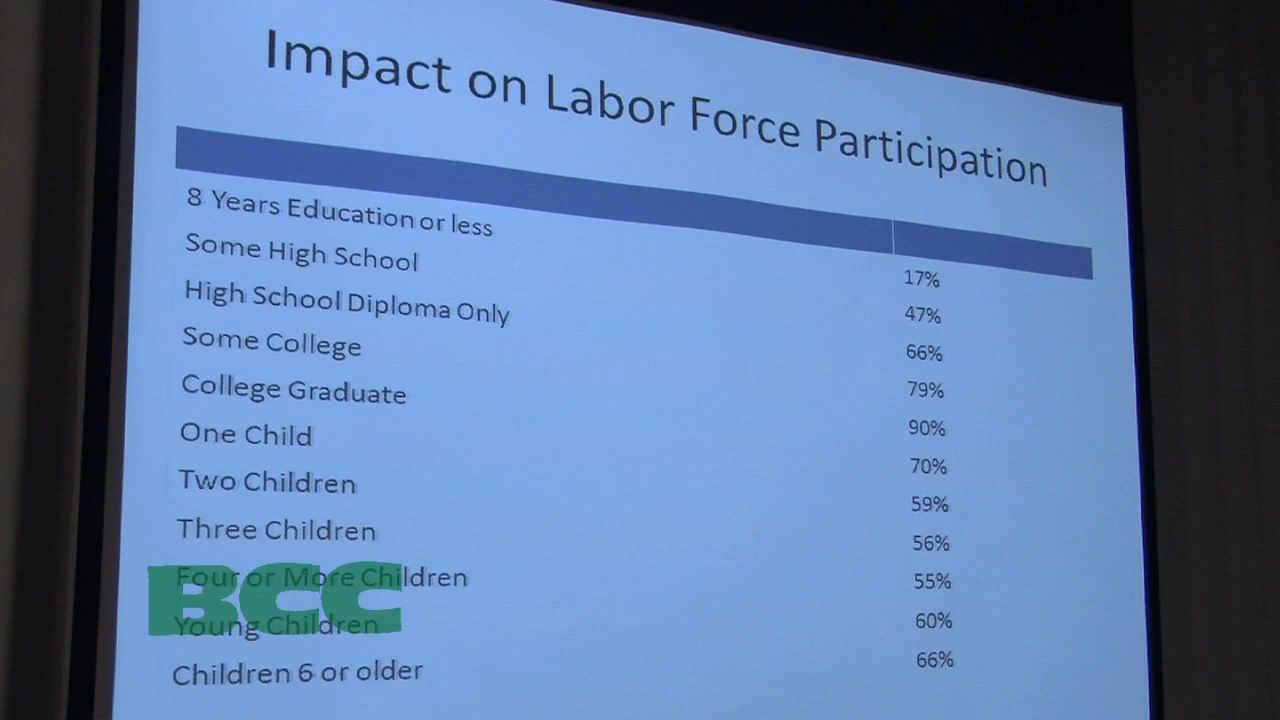 Impact on Labor Force Participation
8 Years Education or less 17%
Some High School 47%
High School Diploma Only 66%
Some College 79%
College Graduate 90%
One Child 70%
Two Children 59%
Three Children 56%
Four or More Children 55%
Young Children 60%
Children 6 or older 66%
BCC